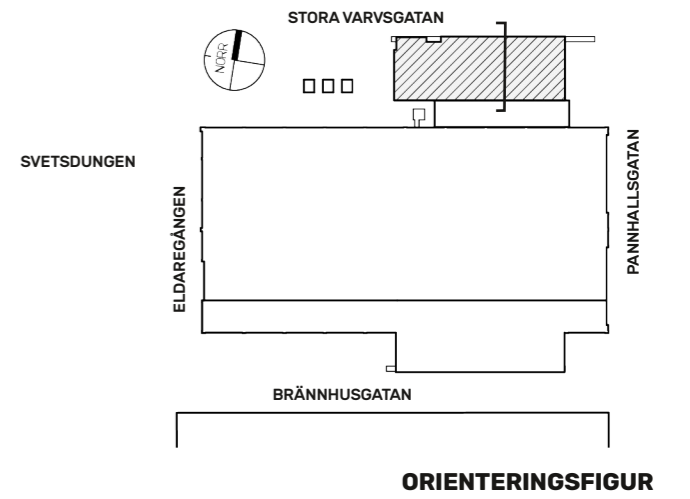 STORA VARVSGATAN
NORR
SVETSDUNGEN
ELDAREGÅNGEN
PANNHALLSGATAN
BRÄNNHUSGATAN
ORIENTERINGSFIGUR